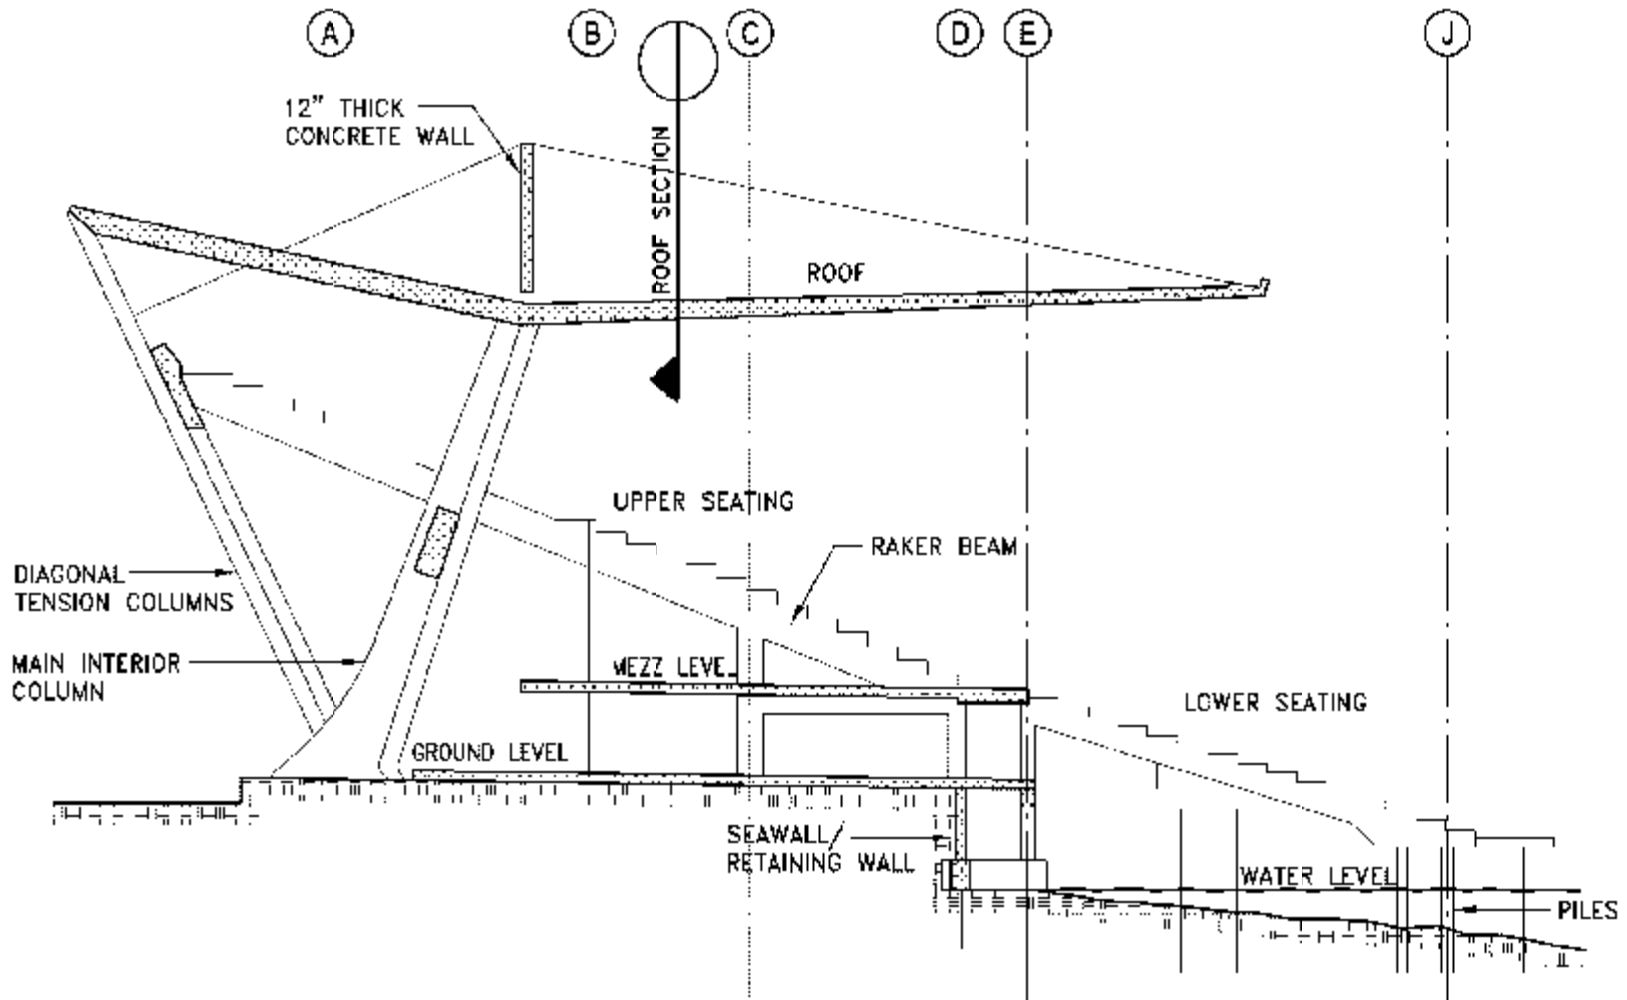 A
B
C
D
E
J
12" THICK
CONCRETE WALL
ROOF SECTION
ROOF
UPPER SEATING
RAKER BEAM
DIAGONAL
TENSION COLUMNS
MAIN INTERIOR
COLUMN
MEZZ LEVEL
LOWER SEATING
GROUND LEVEL
SEAWALL/
RETAINING WALL
WATER LEVEL
PILES